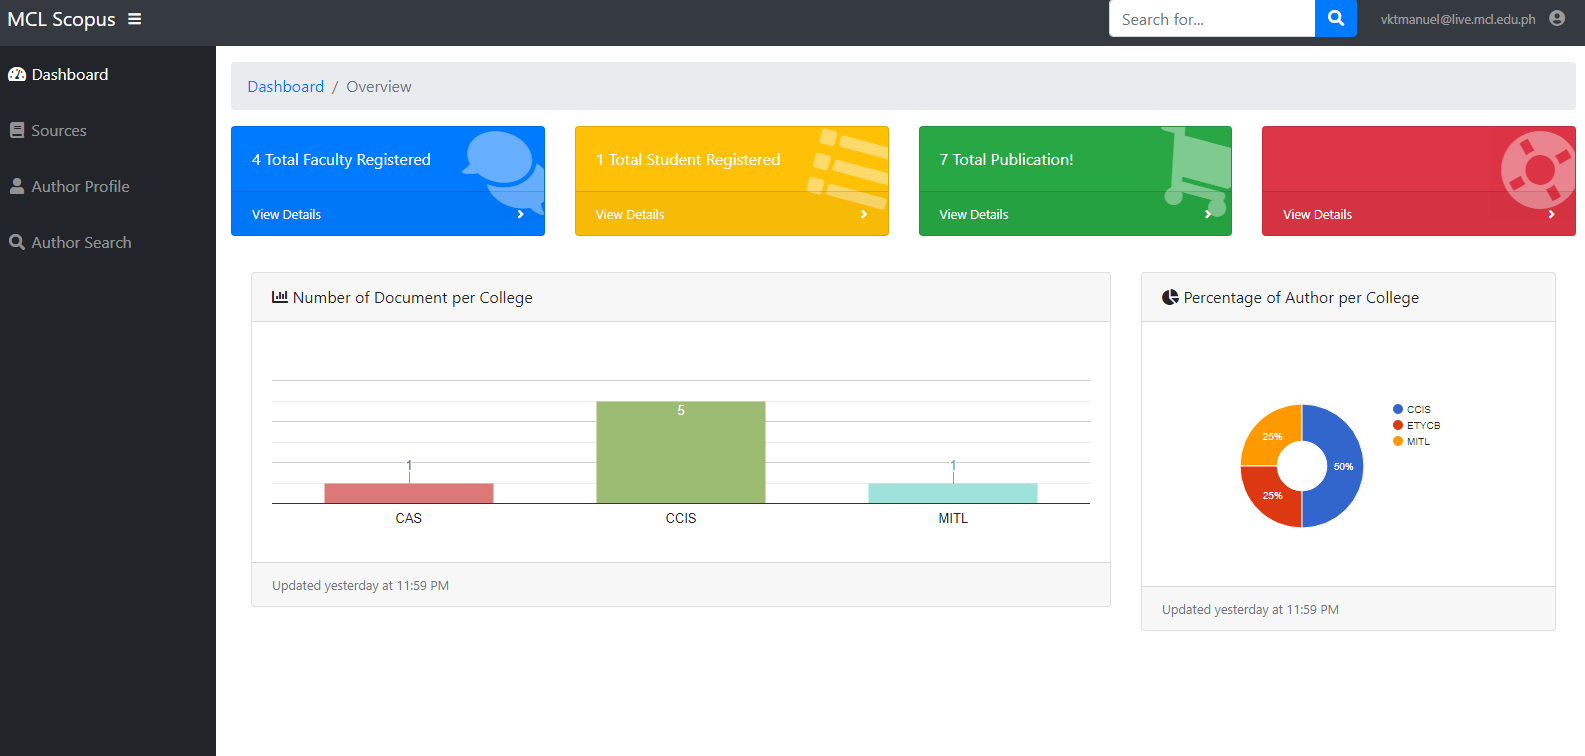 MCL Scopus
Search for...
vktmanuel@live.mcl.edu.ph
Dashboard
Sources
Author Profile
Author Search
Dashboard / Overview
4 Total Faculty Registered
View Details
1 Total Student Registered
View Details
7 Total Publication!
View Details
View Details
Number of Document per College
1
5
1
CAS
CCIS
MITL
Updated yesterday at 11:59 PM
Percentage of Author per College
25%
50%
25%
CCIS
ETYCB
MITL
Updated yesterday at 11:59 PM